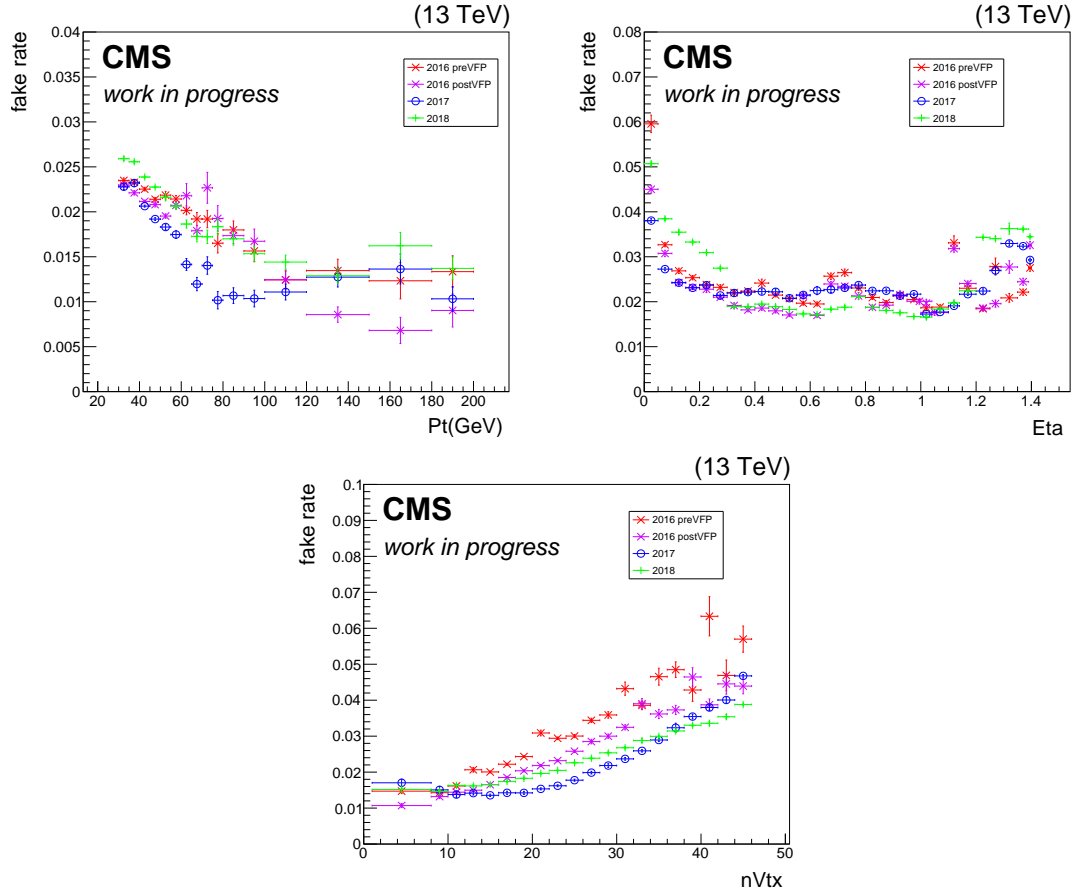 (13 TeV)
fake rate
0.04
0.035
0.03
0.025
0.02
0.015
0.01
0.005
0
CMS
work in progress
2016 preVFP
2016 postVFP
2017
2018
20 40 60 80 100 120 140 160 180 200
Pt(GeV)
(13 TeV)
fake rate
0.08
0.07
0.06
0.05
0.04
0.03
0.02
0.01
0
CMS
work in progress
2016 preVFP
2016 postVFP
2017
2018
0 0.2 0.4 0.6 0.8 1 1.2 1.4
Eta
(13 TeV)
fake rate
0.1
0.09
0.08
0.07
0.06
0.05
0.04
0.03
0.02
0.01
0
CMS
work in progress
2016 preVFP
2016 postVFP
2017
2018
0 10 20 30 40 50
nVtx